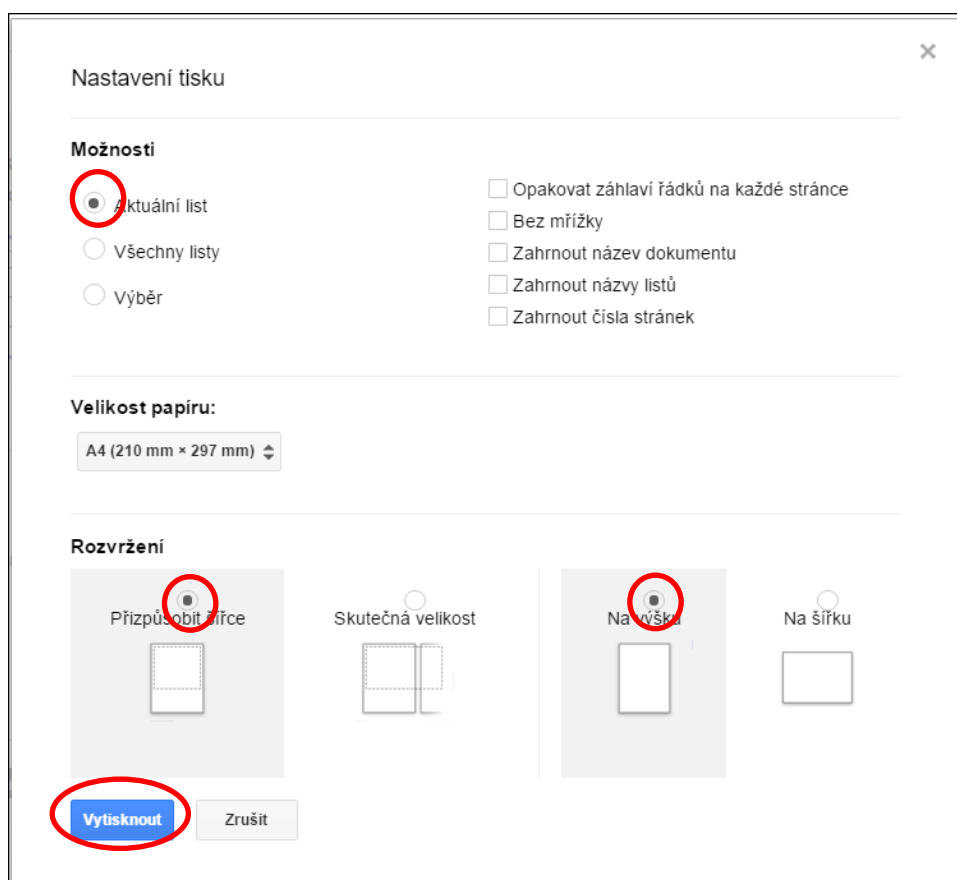 Nastavení tisku
Možnosti
Aktuální list
Všechny listy
Výběr
Opakovat záhlaví řádků na každé stránce
Bez mřížky
Zahrnout název dokumentu
Zahrnout názvy listů
Zahrnout čísla stránek
Velikost papíru:
A4 (210 mm × 297 mm)
Rozvržení
Přizpůsobit šířce
Skutečná velikost
Na výšku
Na šířku
Vytisknout
Zrušit